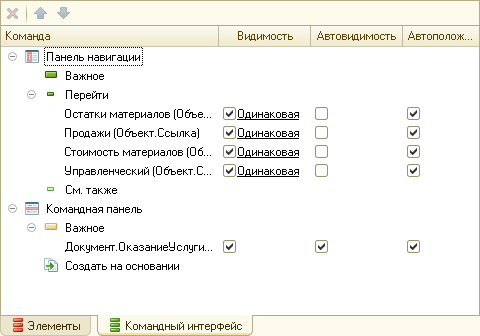 Команда Видимость Автовидимость Автополож...
Панель навигации
Важное
Перейти
Остатки материалов (Объе... Одинаковая
Продажи (Объект.Ссылка) Одинаковая
Стоимость материалов (Об... Одинаковая
Управленческий (Объект.С... Одинаковая
См. также
Командная панель
Важное
Документ.ОказаниеУслуги...
Создать на основании
Элементы Командный интерфейс